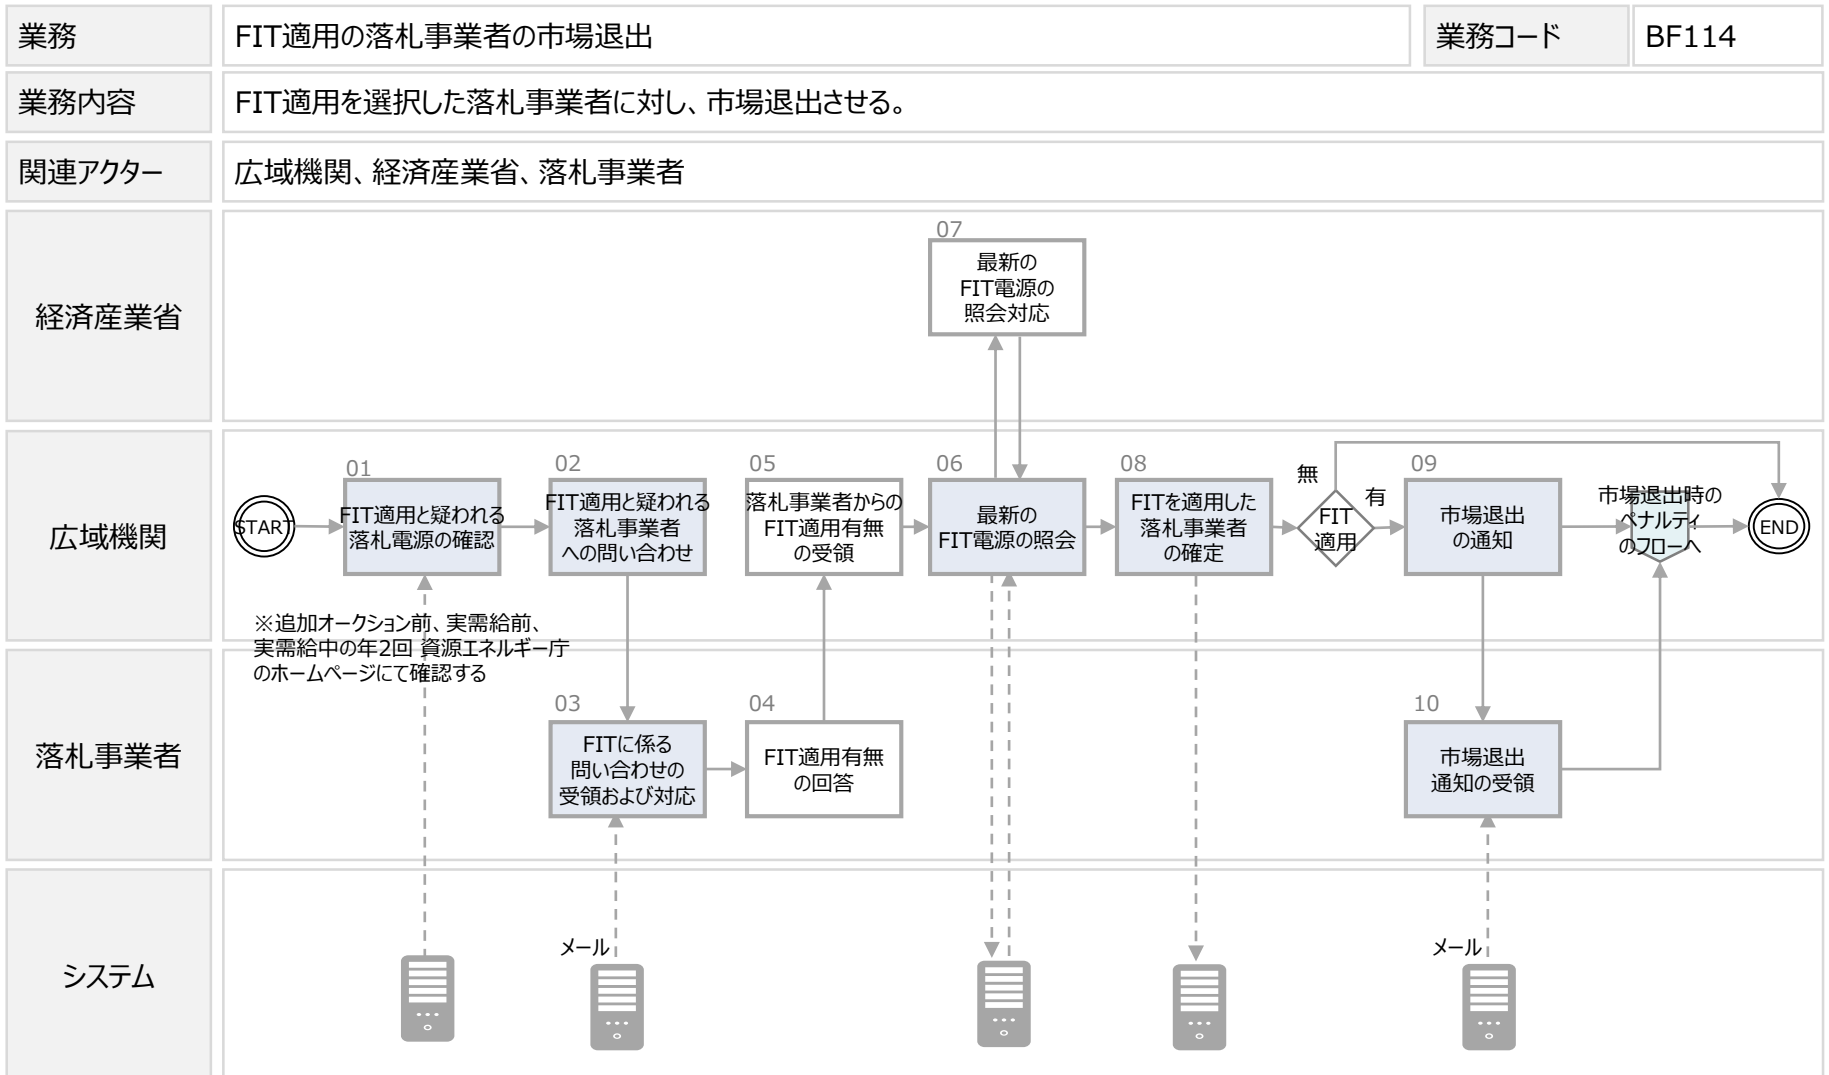 業務
FIT適用の落札事業者の市場退出
業務コード
BF114
業務内容
FIT適用を選択した落札事業者に対し、市場退出させる。
関連アクター
広域機関、経済産業省、落札事業者
経済産業省
07
最新の
FIT電源の
照会対応
広域機関
START
01
FIT適用と疑われる
落札電源の確認
02
FIT適用と疑われる
落札事業者
への問い合わせ
05
落札事業者からの
FIT適用有無
の受領
06
最新の
FIT電源の照会
08
FITを適用した
落札事業者
の確定
無
FIT
適用
有
09
市場退出
の通知
市場退出時の
ペナルティ
のフローへ
END
※追加オークション前、実需給前、
実需給中の年2回 資源エネルギー庁
のホームページにて確認する
落札事業者
03
FITに係る
問い合わせの
受領および対応
04
FIT適用有無
の回答
10
市場退出
通知の受領
システム
メール
メール